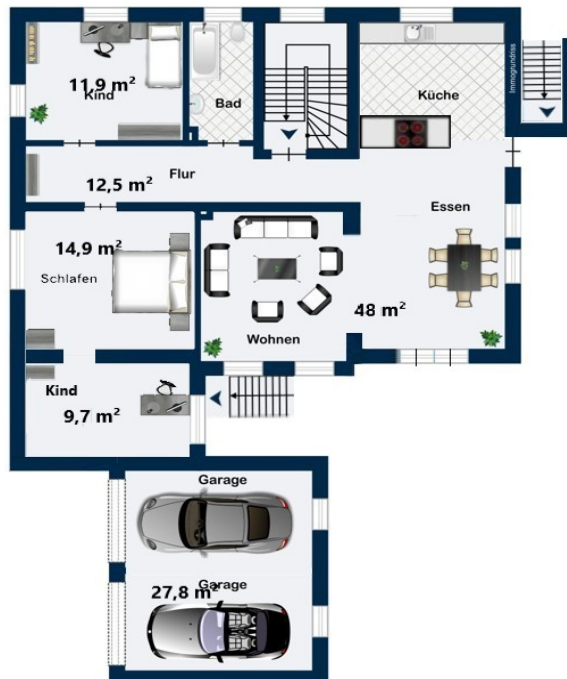 11,9 m²
Kind
Bad
Küche
Immogrundriss
Flur
12,5 m²
Essen
14,9 m²
Schlafen
48 m²
Wohnen
Kind
9,7 m²
Garage
Garage
27,8 m²